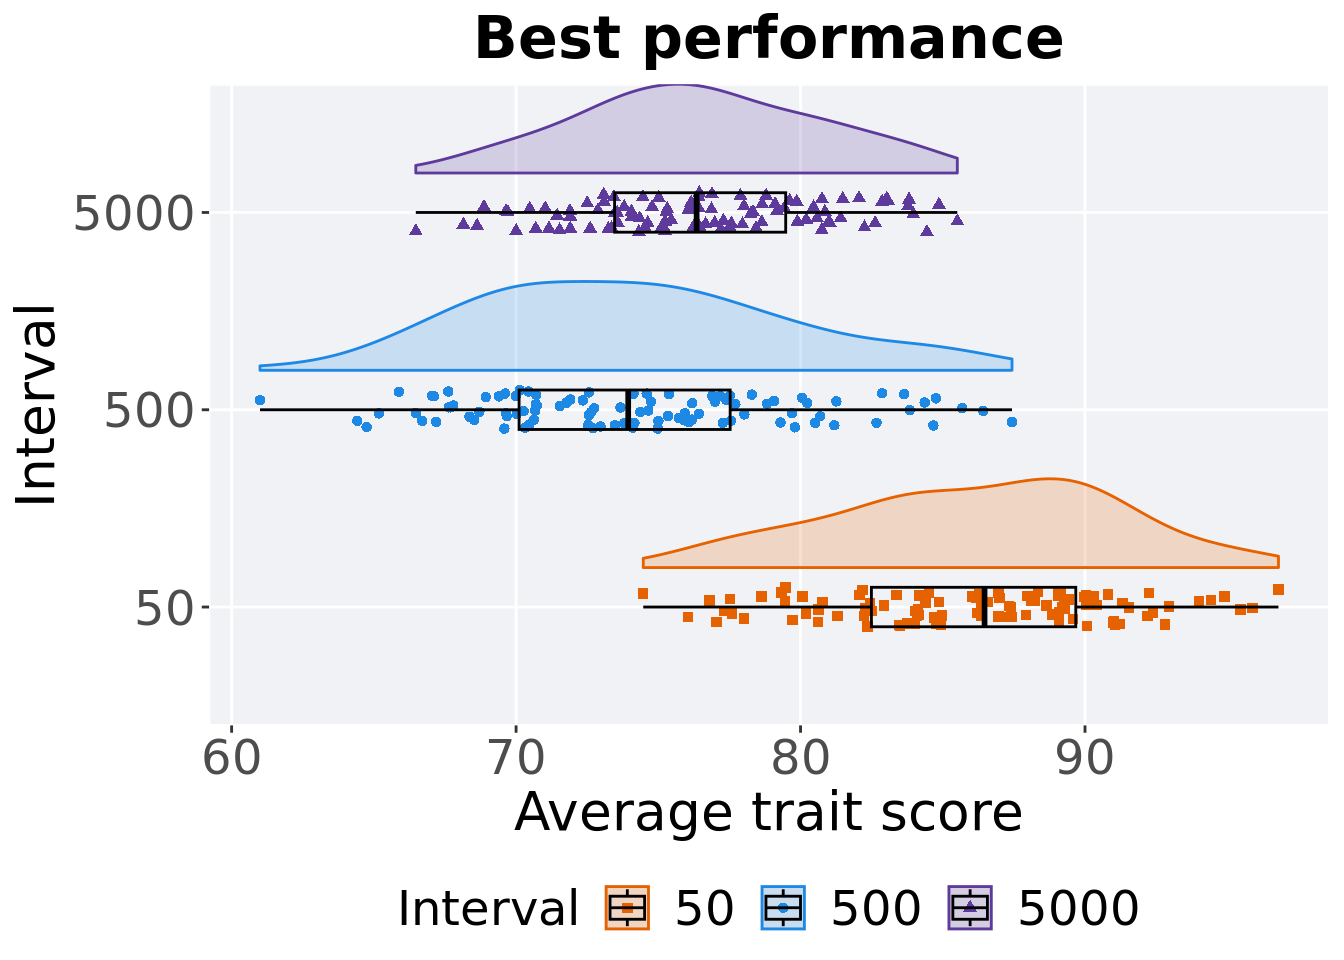 Best performance
Interval
5000
500
50
60 70 80 90
Average trait score
Interval 50 500 5000